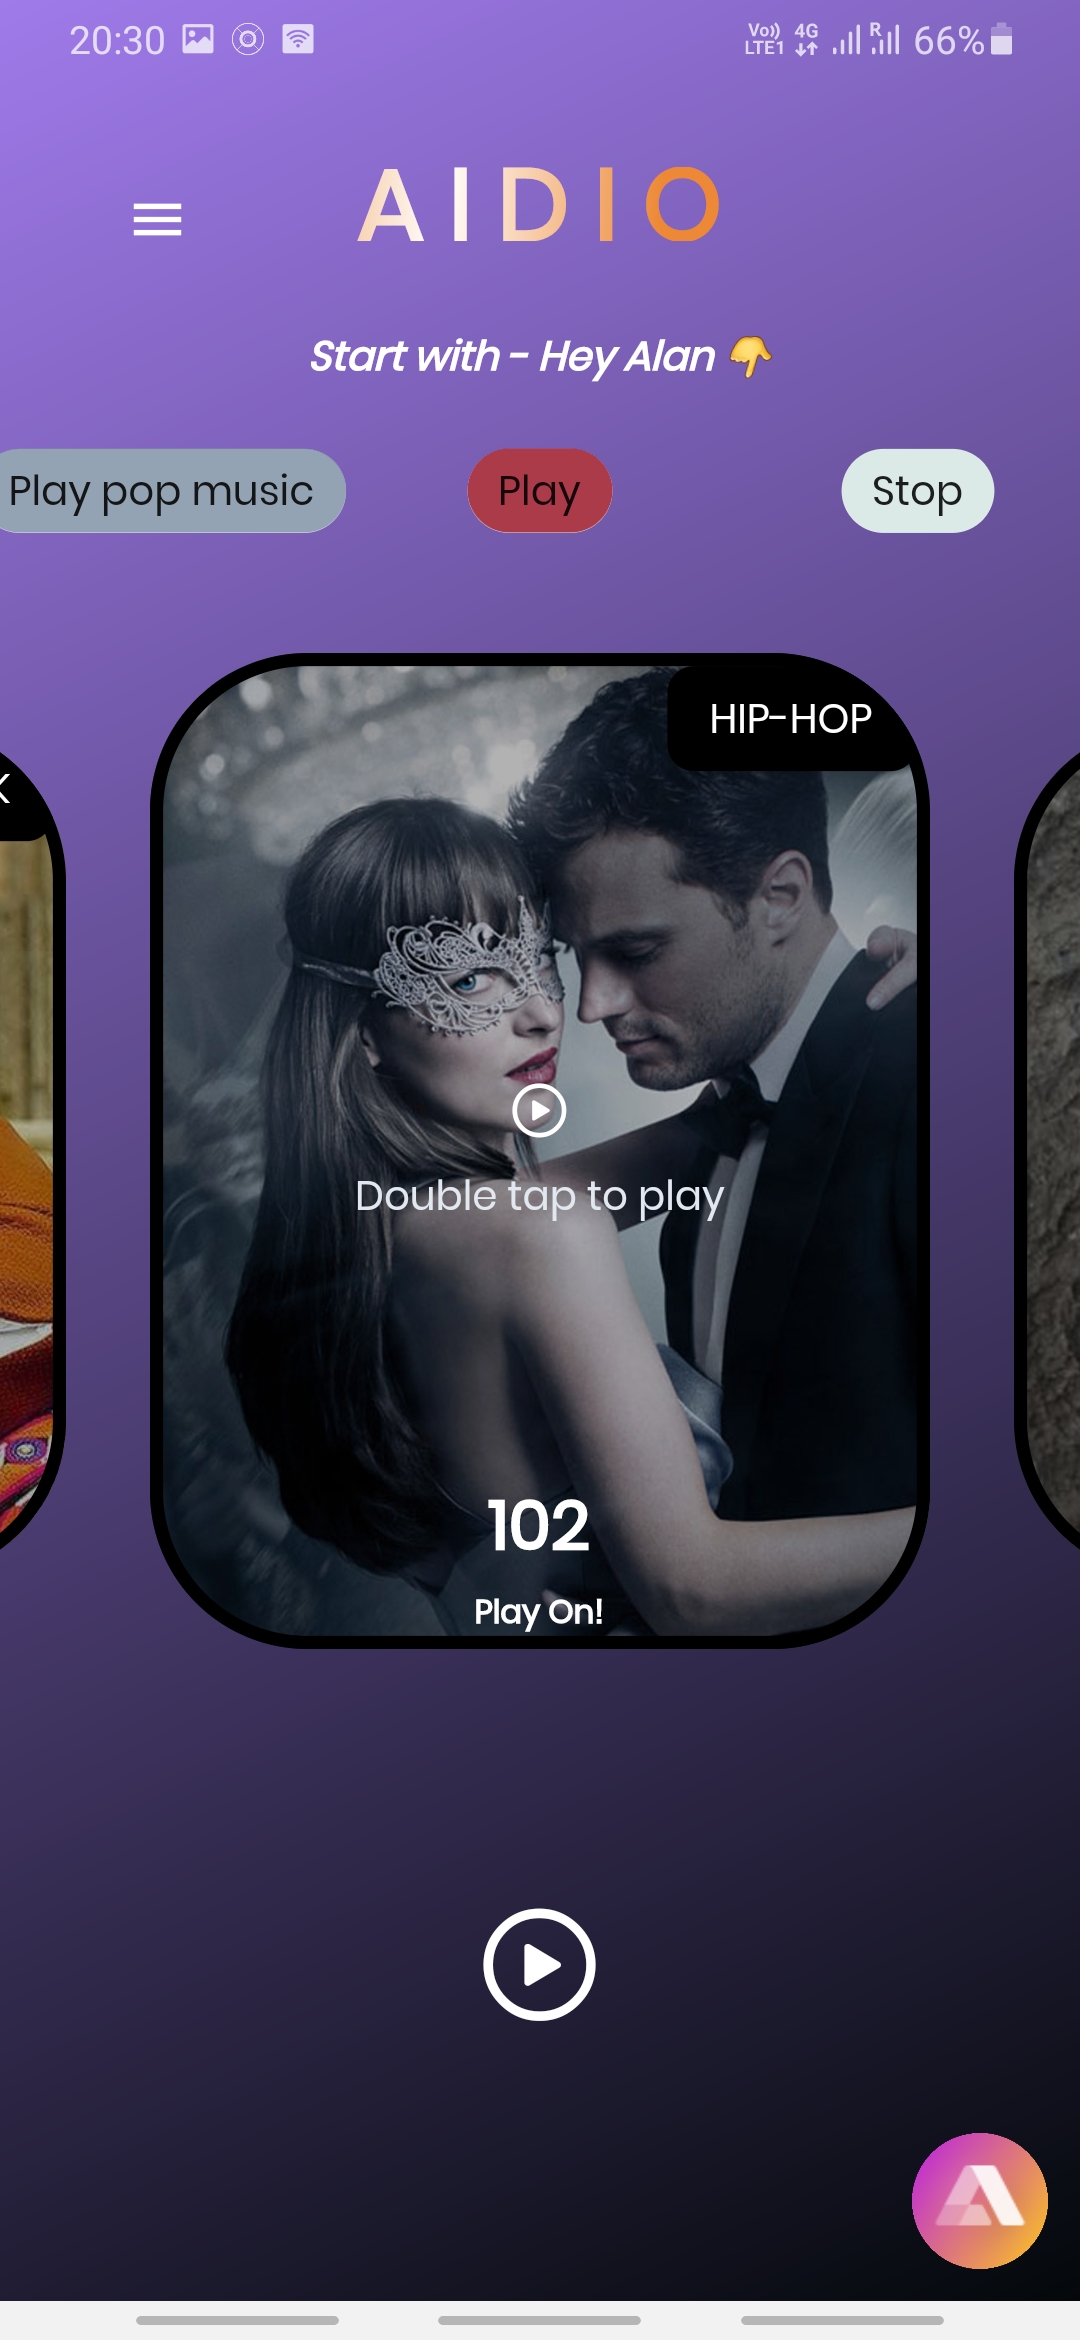 20:30
Vo)) LTE1 4G R 66%
AIDIO
Start with - Hey Alan 👇
Play pop music
Play
Stop
K
HIP-HOP
Double tap to play
102
Play On!